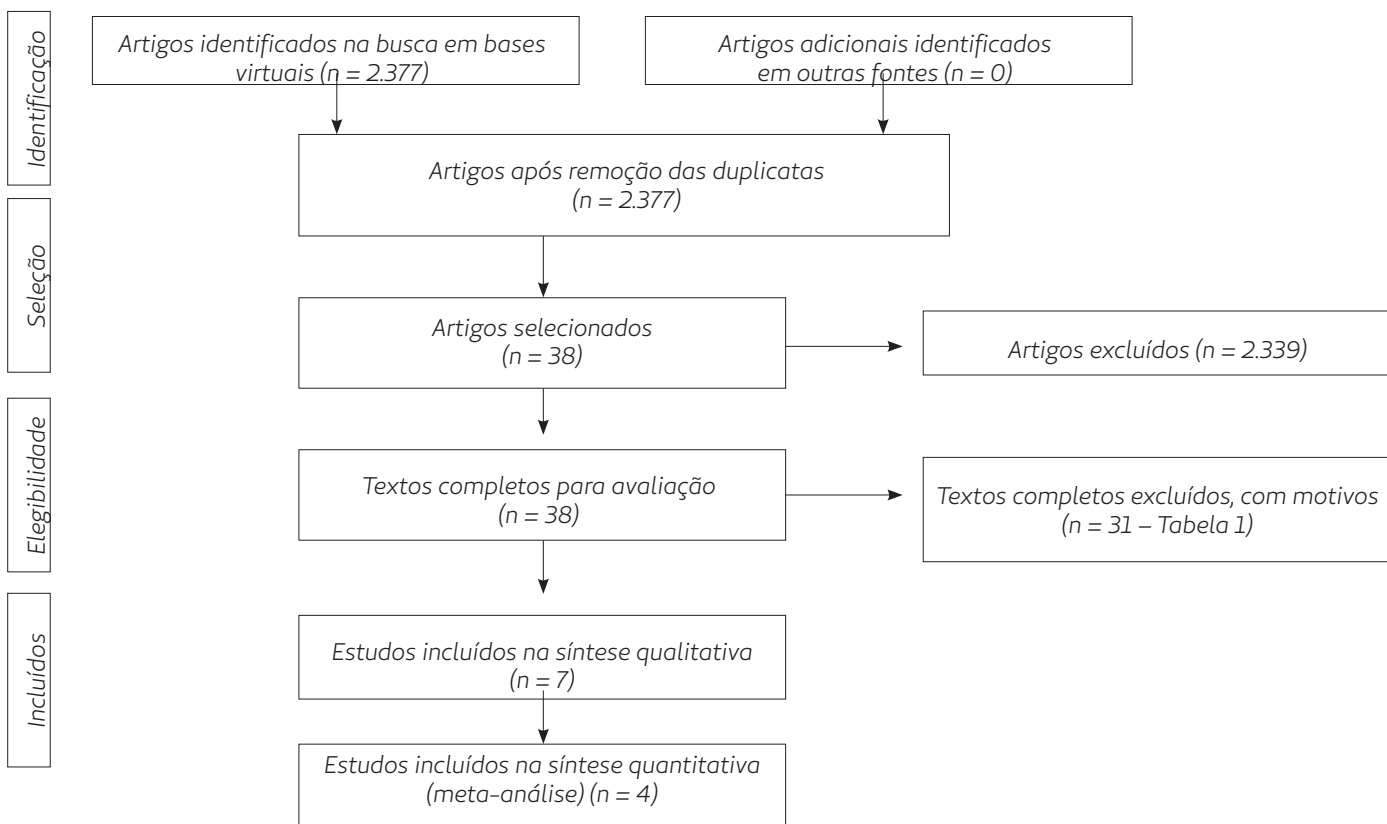 Identificação
Artigos identificados na busca em bases
virtuais (n = 2.377)
Artigos adicionais identificados
em outras fontes (n = 0)
Artigos após remoção das duplicatas
(n = 2.377)
Seleção
Artigos selecionados
(n = 38)
Artigos excluídos (n = 2.339)
Elegibilidade
Textos completos para avaliação
(n = 38)
Textos completos excluídos, com motivos
(n = 31 – Tabela 1)
Incluídos
Estudos incluídos na síntese qualitativa
(n = 7)
Estudos incluídos na síntese quantitativa
(meta-análise) (n = 4)